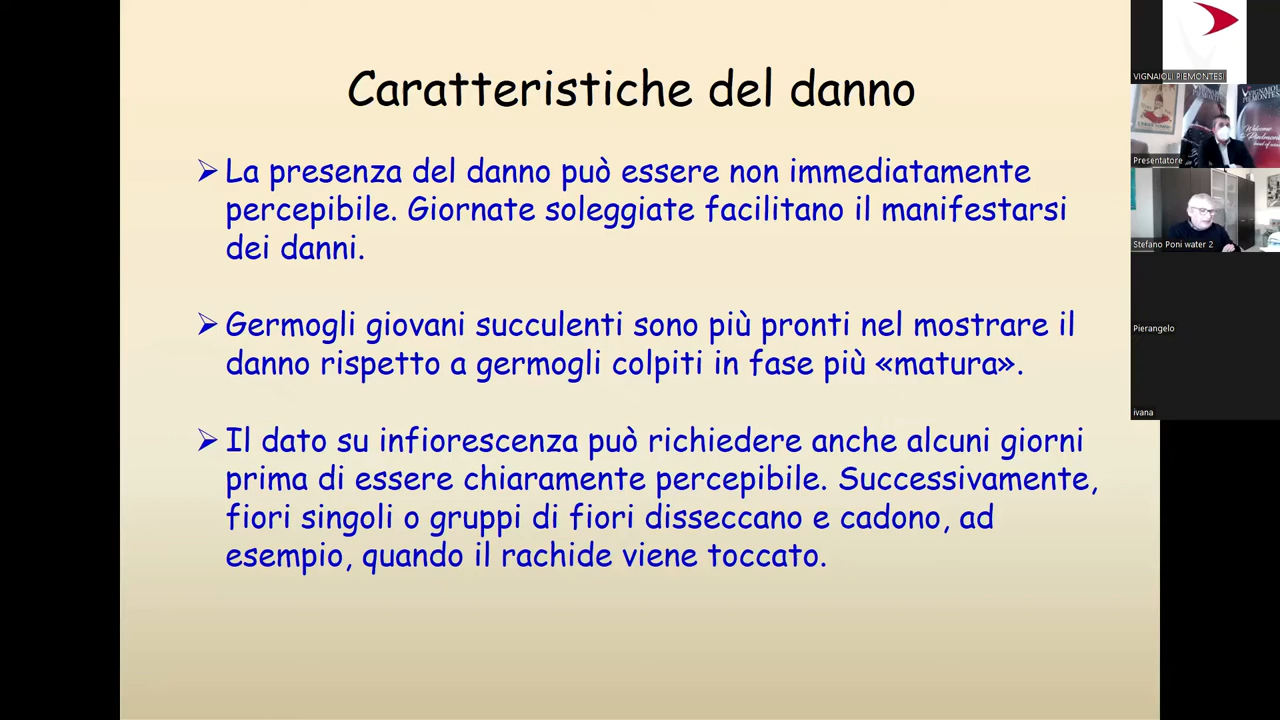 Caratteristiche del danno
La presenza del danno può essere non immediatamente
percepibile. Giornate soleggiate facilitano il manifestarsi
dei danni.
Germogli giovani succulenti sono più pronti nel mostrare il
danno rispetto a germogli colpiti in fase più «matura».
Il dato su infiorescenza può richiedere anche alcuni giorni
prima di essere chiaramente percepibile. Successivamente,
fiori singoli o gruppi di fiori disseccano e cadono, ad
esempio, quando il rachide viene toccato.
VIGNAIOLI PIEMONTESI
Presentatore
Stefano Poni water 2
Pierangelo
ivana